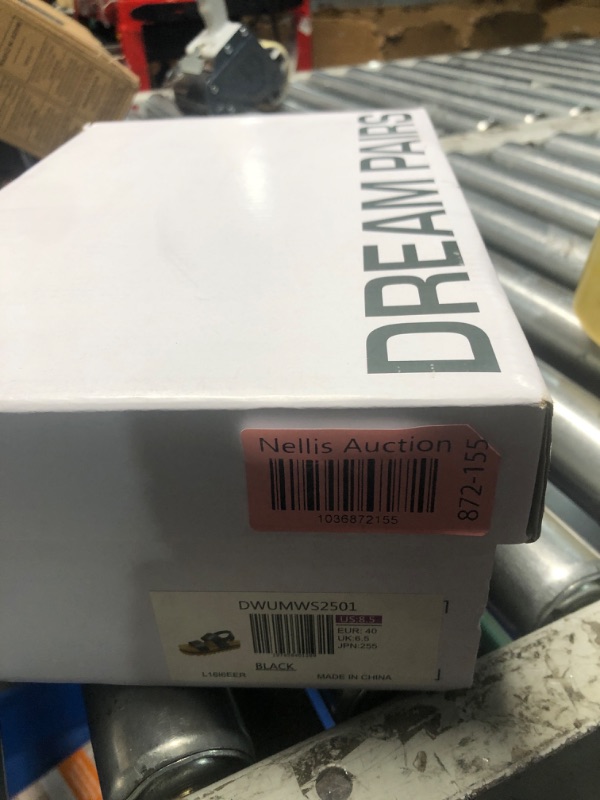 DREAM PAIRS
Nellis Auction
1036872155
872-155
DWUMWS2501
US:8.5
EUR: 40
UK:6.5
JPN:255
BLACK
MADE IN CHINA